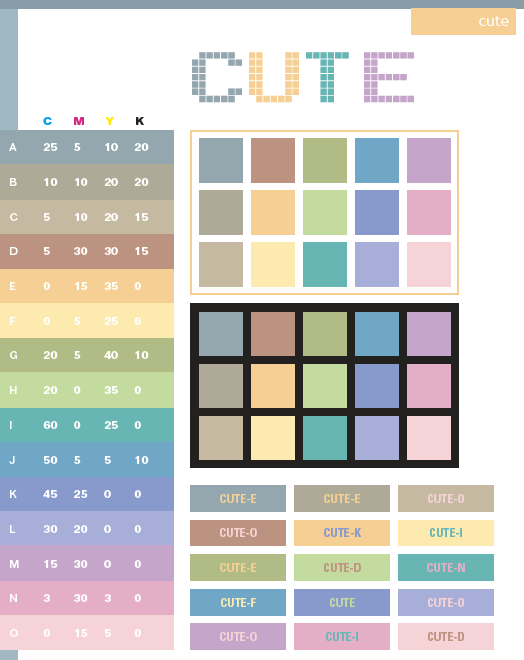 cute
CUTE
C M Y K
A 25 5 10 20
B 10 10 20 20
C 5 10 20 15
D 5 30 30 15
E 0 15 35 0
F 0 5 25 0
G 20 5 40 10
H 20 0 35 0
I 60 0 25 0
J 50 5 5 10
K 45 25 0 0
L 30 20 0 0
M 15 30 0 0
N 3 30 3 0
O 0 15 5 0
CUTE-E CUTE-E CUTE-O
CUTE-O CUTE-K CUTE-I
CUTE-E CUTE-D CUTE-N
CUTE-F CUTE CUTE-O
CUTE-O CUTE-I CUTE-D